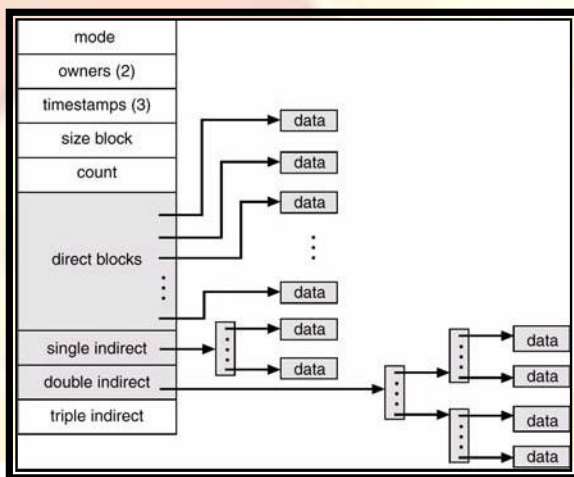 mode
owners (2)
timestamps (3)
size block
count
direct blocks
single indirect
double indirect
triple indirect
data
data
data
data
data
data
data
data
data
data